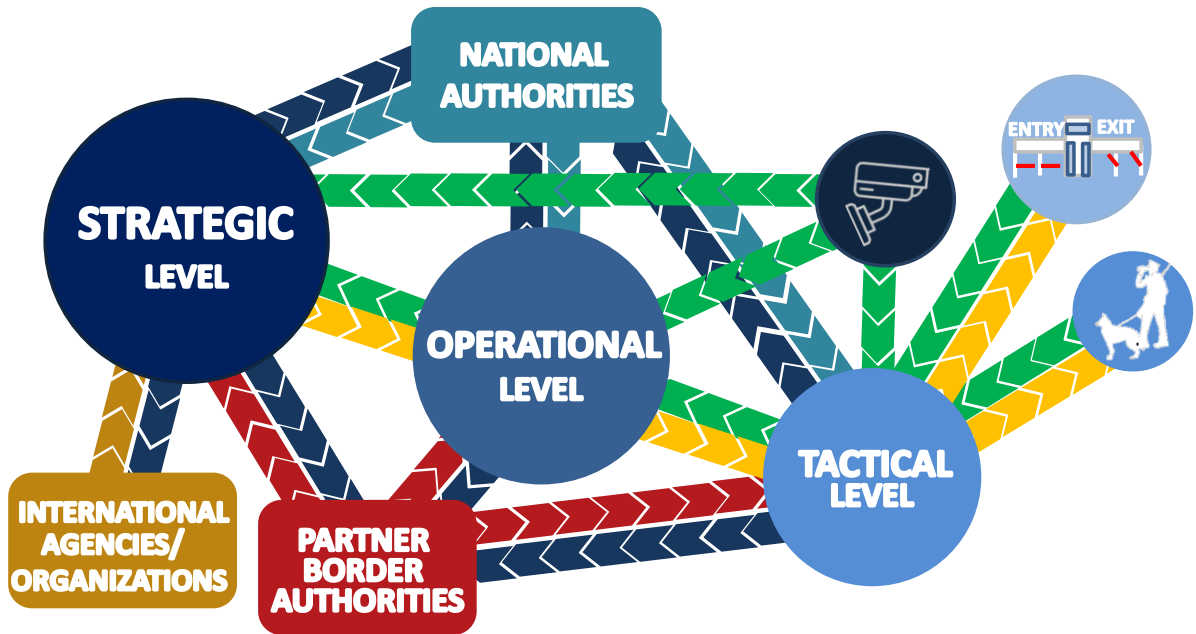 NATIONAL
AUTHORITIES
ENTRY
EXIT
STRATEGIC
LEVEL
OPERATIONAL
LEVEL
TACTICAL
LEVEL
INTERNATIONAL
AGENCIES/
ORGANIZATIONS
PARTNER
BORDER
AUTHORITIES